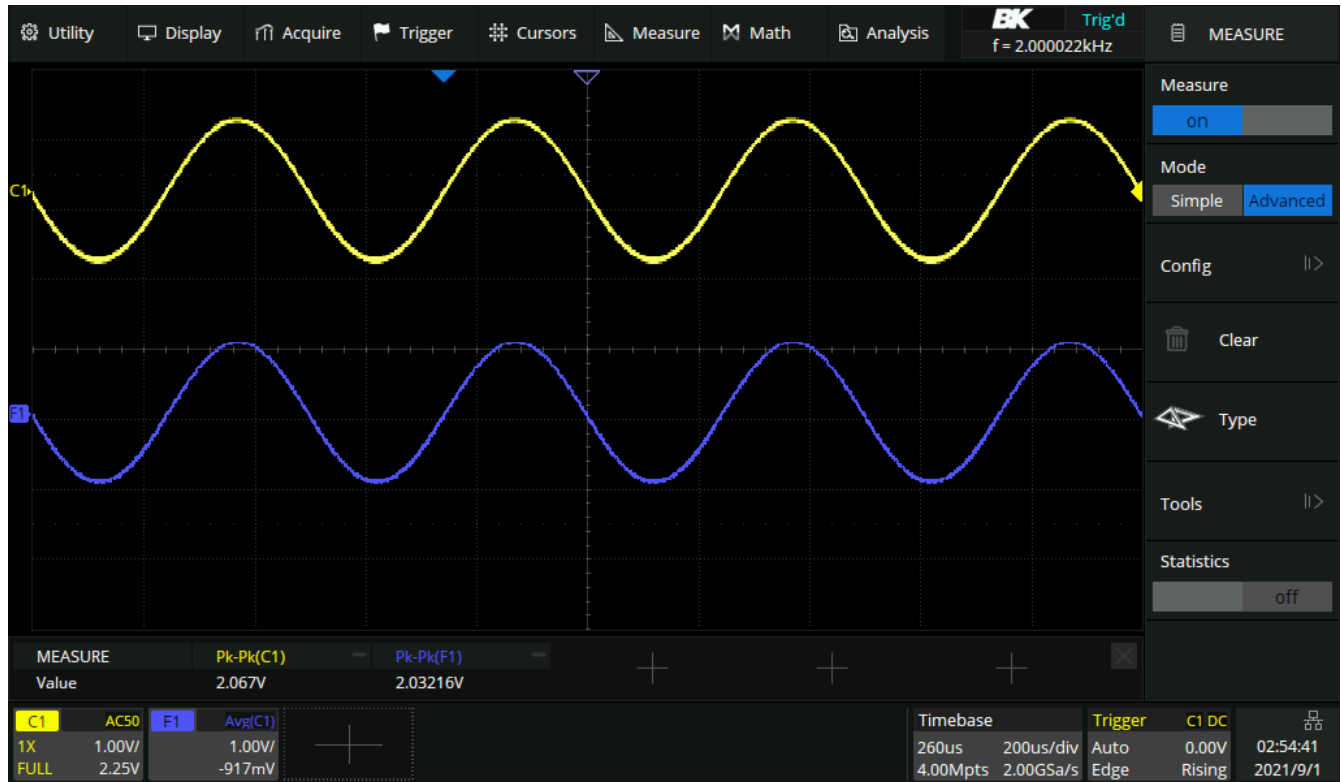 Utility Display Acquire Trigger Cursors Measure Math Analysis BK Trig'd MEASURE
f = 2.000022kHz
Measure
on
Mode
Simple Advanced
Config
Clear
Type
Tools
Statistics
off
C1
F1
MEASURE Pk-Pk(C1) Pk-Pk(F1)
Value 2.067V 2.03216V
C1 AC50 F1 Avg(C1) Timebase Trigger C1 DC
1X 1.00V/ 1.00V/ 260us 200us/div Auto 0.00V 02:54:41
FULL 2.25V -917mV 4.00Mpts 2.00GSa/s Edge Rising 2021/9/1